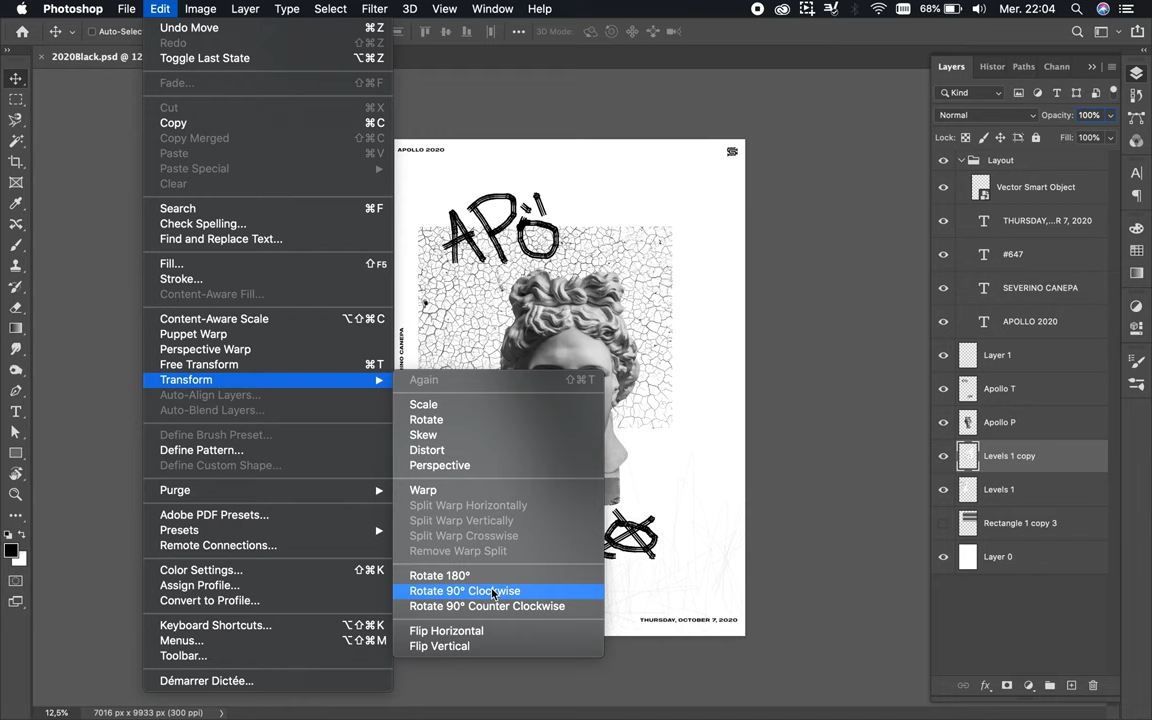 Photoshop File Edit Image Layer Type Select Filter 3D View Window Help 68% Mer. 22:04
Auto-Selec 3D Mode:
2020Black.psd @ 12
Undo Move ⌘Z
Redo ⇧⌘Z
Toggle Last State ⌥⌘Z
Fade... ⇧⌘F
Cut ⌘X
Copy ⌘C
Copy Merged ⇧⌘C
Paste ⌘V
Paste Special
Clear
Search ⌘F
Check Spelling...
Find and Replace Text...
Fill... ⇧F5
Stroke...
Content-Aware Fill...
Content-Aware Scale ⌥⇧⌘C
Puppet Warp
Perspective Warp
Free Transform ⌘T
Transform
Auto-Align Layers...
Auto-Blend Layers...
Define Brush Preset...
Define Pattern...
Define Custom Shape...
Purge
Adobe PDF Presets...
Presets
Remote Connections...
Color Settings... ⇧⌘K
Assign Profile...
Convert to Profile...
Keyboard Shortcuts... ⌥⇧⌘K
Menus... ⌥⇧⌘M
Toolbar...
Démarrer Dictée...
Again ⇧⌘T
Scale
Rotate
Skew
Distort
Perspective
Warp
Split Warp Horizontally
Split Warp Vertically
Split Warp Crosswise
Remove Warp Split
Rotate 180°
Rotate 90° Clockwise
Rotate 90° Counter Clockwise
Flip Horizontal
Flip Vertical
APOLLO 2020
APÖ
NO CANEPA
THURSDAY, OCTOBER 7, 2020
Layers Histor Paths Chann
Kind
Normal Opacity: 100%
Lock: Fill: 100%
Layout
Vector Smart Object
THURSDAY,...R 7, 2020
#647
SEVERINO CANEPA
APOLLO 2020
Layer 1
Apollo T
Apollo P
Levels 1 copy
Levels 1
Rectangle 1 copy 3
Layer 0
12,5% 7016 px x 9933 px (300 ppi)